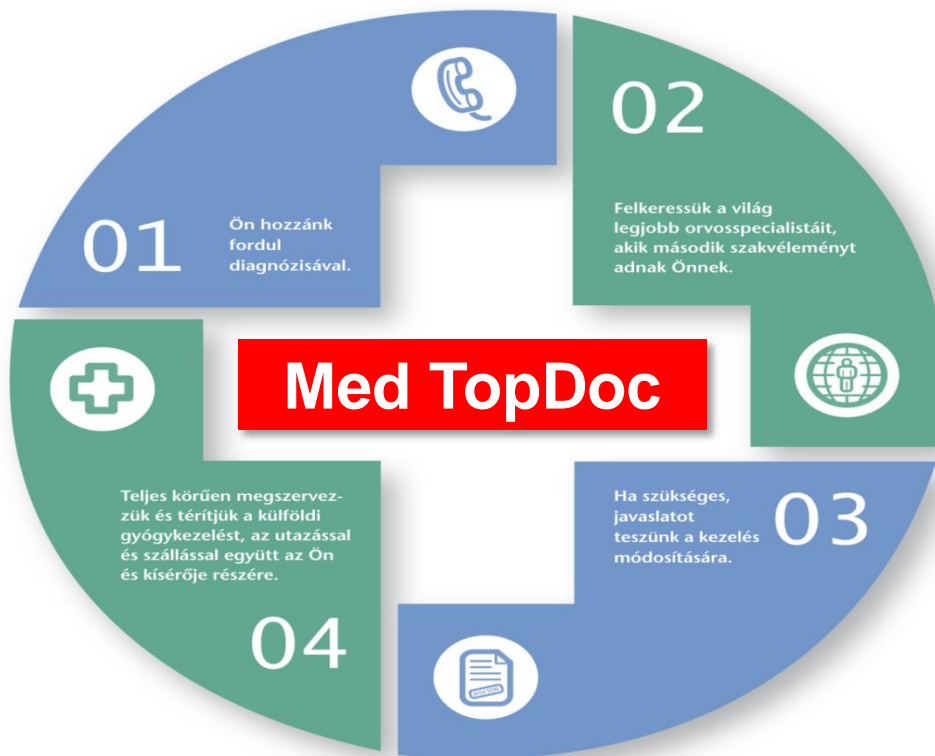 01
Ön hozzánk
fordul
diagnózisával.
02
Felkeressük a világ
legjobb orvosspecialistáit,
akik második szakvéleményt
adnak Önnek.
Med TopDoc
03
Ha szükséges,
javaslatot
teszünk a kezelés
módosítására.
DOCTOR
Teljes körűen megszervez-
zük és térítjük a külföldi
gyógykezelést, az utazással
és szállással együtt az Ön
és kísérője részére.
04